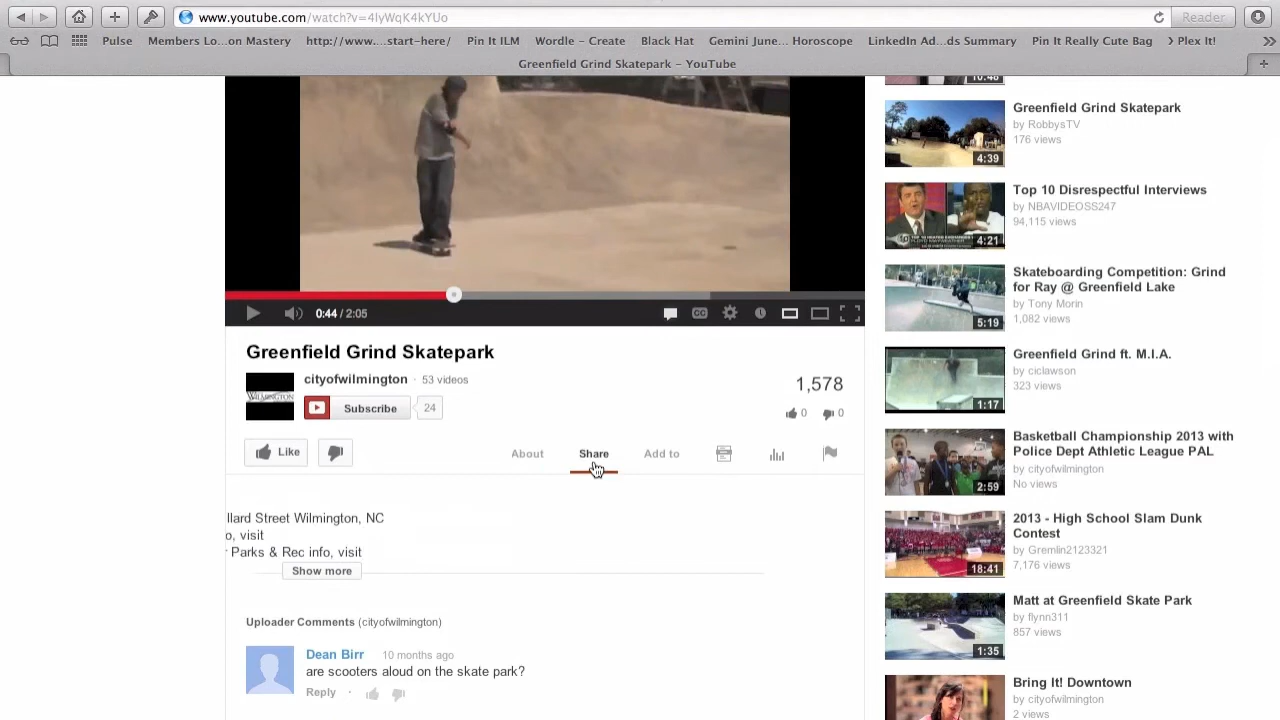 www.youtube.com/watch?v=4IyWqK4kYUo
Reader
Pulse
Members Lo...on Mastery
http://www....start-here/
Pin It ILM
Wordle – Create
Black Hat
Gemini June... Horoscope
LinkedIn Ad...ds Summary
Pin It Really Cute Bag
> Plex It!
Greenfield Grind Skatepark – YouTube
0:44 / 2:05
CC
Greenfield Grind Skatepark
cityofwilmington · 53 videos
WILMINGTON
Subscribe
24
1,578
0
0
Like
About
Share
Add to
llard Street Wilmington, NC
o, visit
r Parks & Rec info, visit
Show more
Uploader Comments (cityofwilmington)
Dean Birr 10 months ago
are scooters aloud on the skate park?
Reply ·
10:48
Greenfield Grind Skatepark
by RobbysTV
176 views
4:39
Top 10 Disrespectful Interviews
by NBAVIDEOSS247
94,115 views
4:21
Skateboarding Competition: Grind
for Ray @ Greenfield Lake
by Tony Morin
1,082 views
5:19
Greenfield Grind ft. M.I.A.
by ciclawson
323 views
1:17
Basketball Championship 2013 with
Police Dept Athletic League PAL
by cityofwilmington
No views
2:59
2013 - High School Slam Dunk
Contest
by Gremlin2123321
7,176 views
18:41
Matt at Greenfield Skate Park
by flynn311
857 views
1:35
Bring It! Downtown
by cityofwilmington
2 views